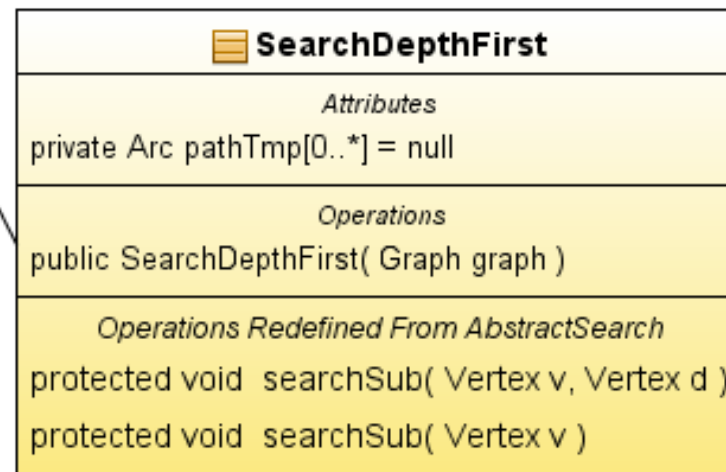 SearchDepthFirst
Attributes
private Arc pathTmp[0..*] = null
Operations
public SearchDepthFirst( Graph graph )
Operations Redefined From AbstractSearch
protected void searchSub( Vertex v, Vertex d )
protected void searchSub( Vertex v )